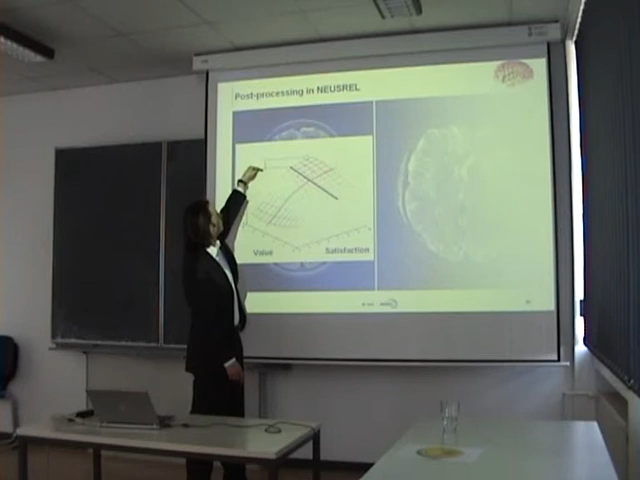 Post-processing in NEUSREL
Value
Satisfaction